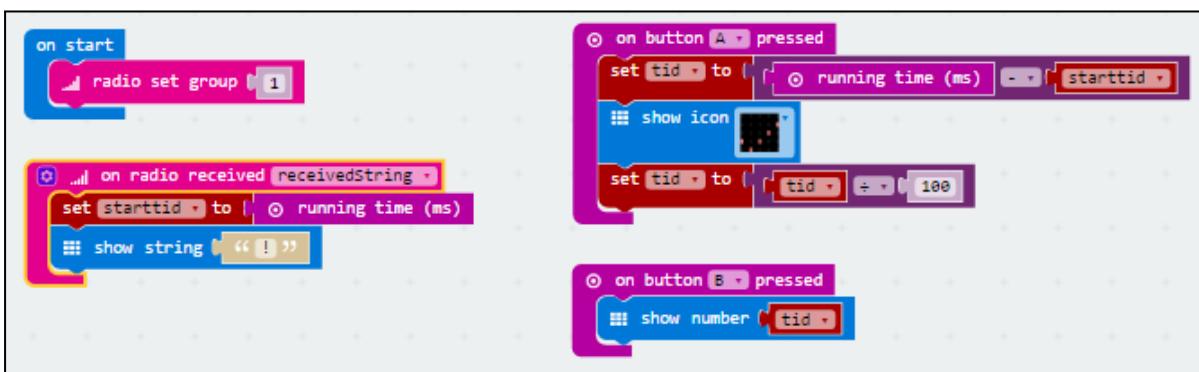 on start
radio set group 1
on radio received receivedString
set starttid to running time (ms)
show string “ ! ”
on button A pressed
set tid to running time (ms) - starttid
show icon
set tid to tid ÷ 100
on button B pressed
show number tid